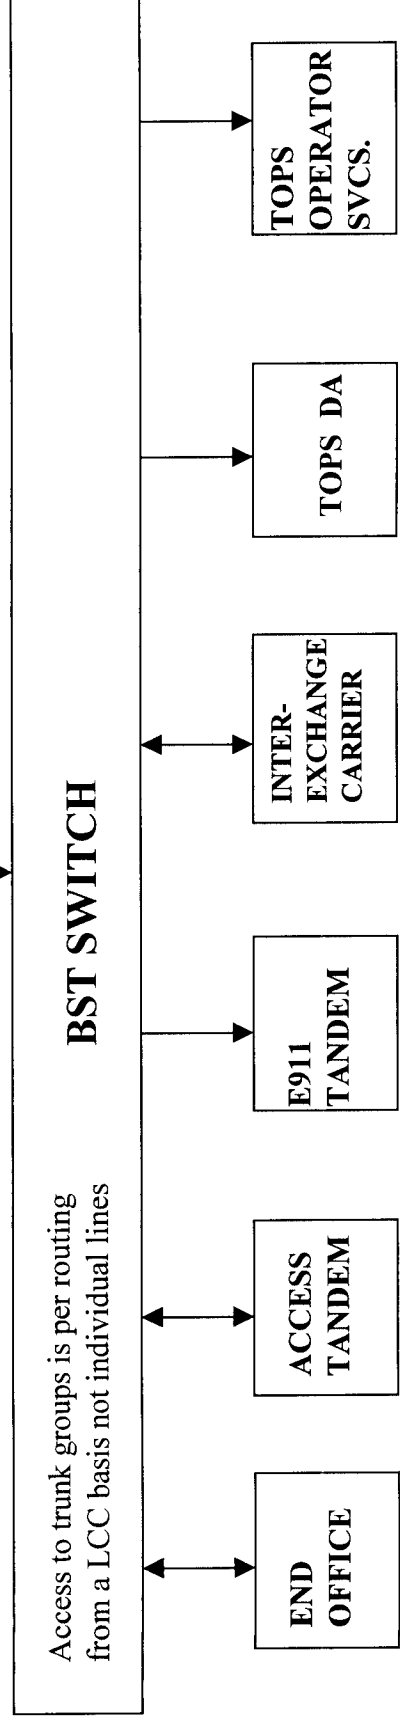 Access to trunk groups is per routing
from a LCC basis not individual lines
BST SWITCH
END
OFFICE
ACCESS
TANDEM
E911
TANDEM
INTER-
EXCHANGE
CARRIER
TOPS DA
TOPS
OPERATOR
SVCS.